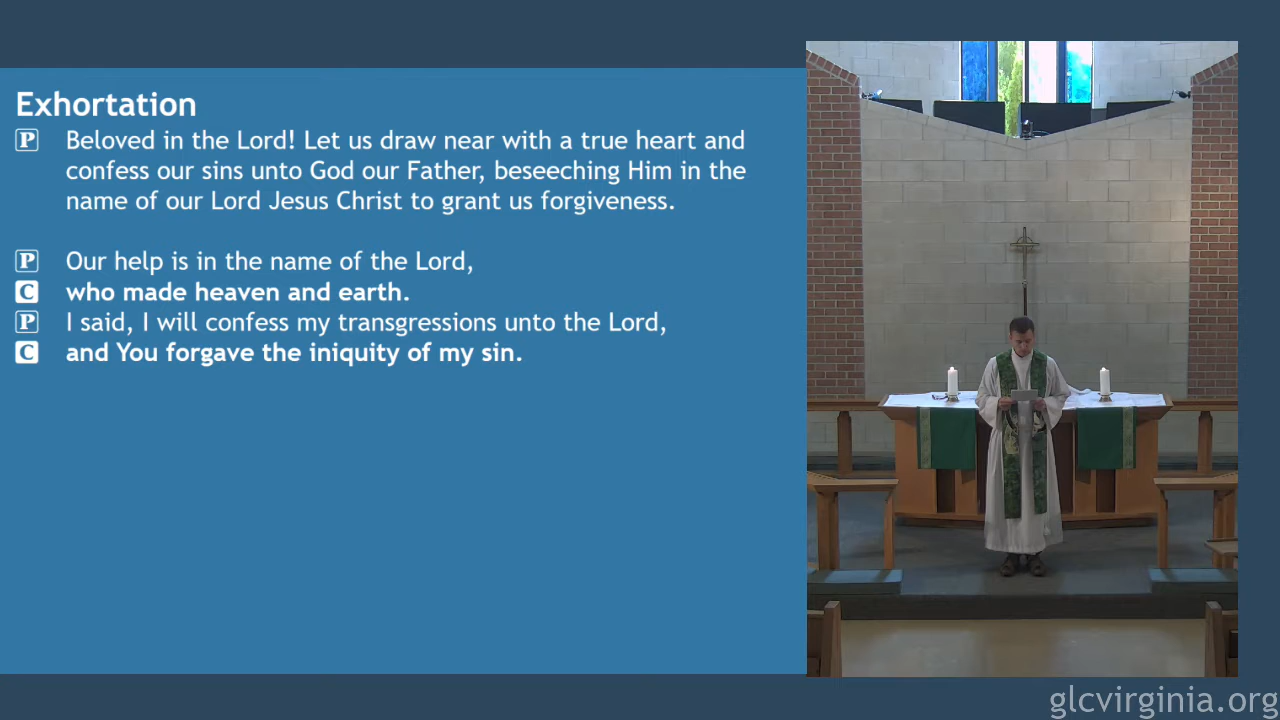 Exhortation
P Beloved in the Lord! Let us draw near with a true heart and
confess our sins unto God our Father, beseeching Him in the
name of our Lord Jesus Christ to grant us forgiveness.
P Our help is in the name of the Lord,
C who made heaven and earth.
P I said, I will confess my transgressions unto the Lord,
C and You forgave the iniquity of my sin.
glcvirginia.org